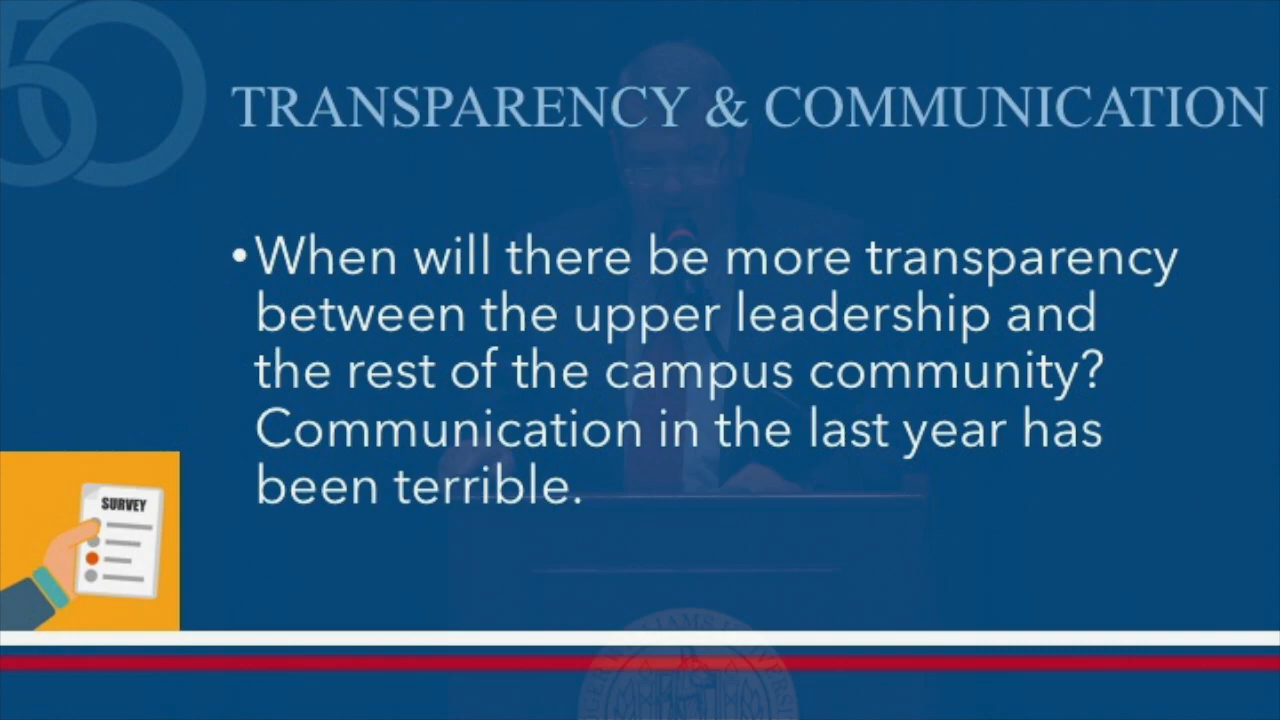 50
TRANSPARENCY & COMMUNICATION
•When will there be more transparency
between the upper leadership and
the rest of the campus community?
Communication in the last year has
been terrible.
SURVEY